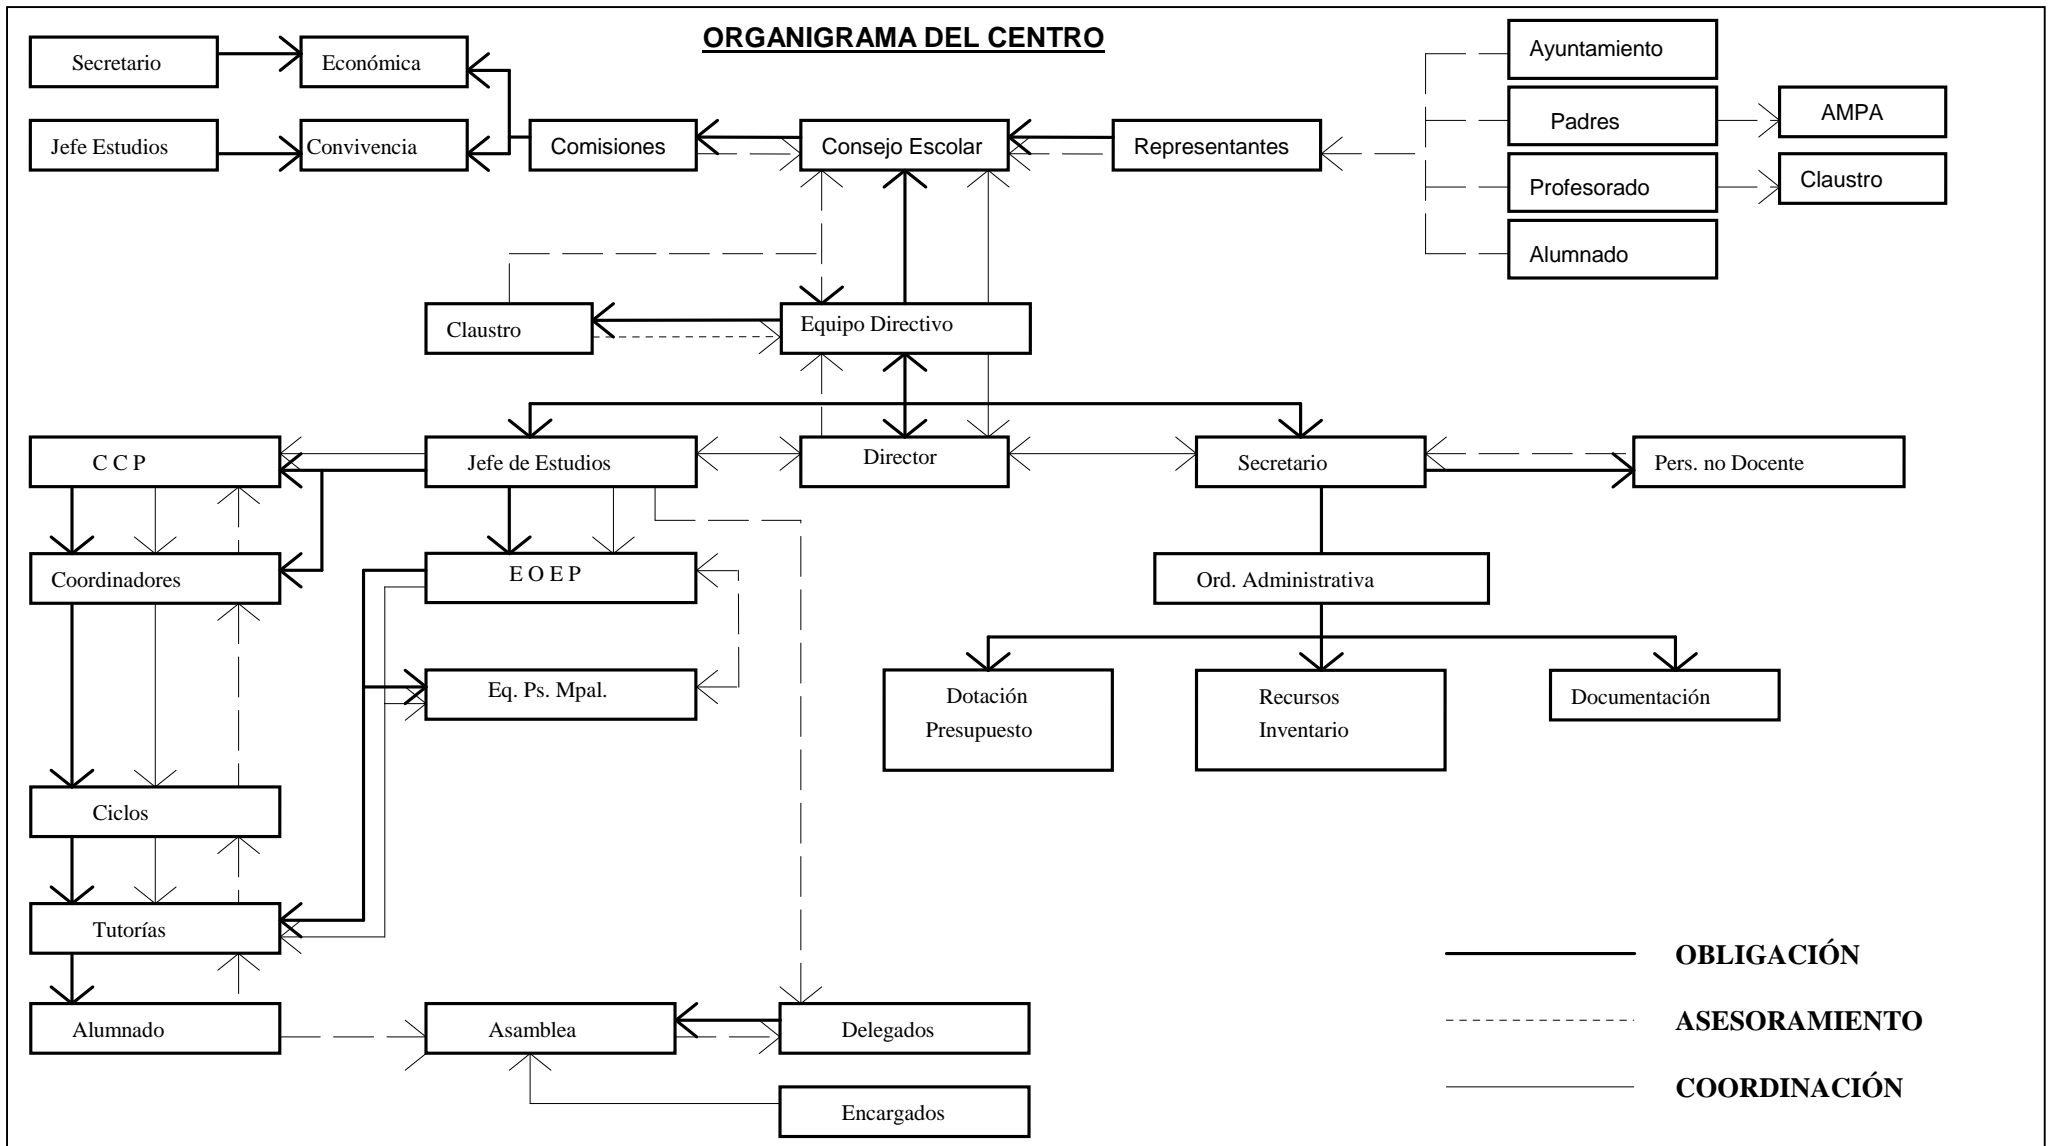 ORGANIGRAMA DEL CENTRO
Secretario
Económica
Ayuntamiento
Jefe Estudios
Convivencia
Comisiones
Consejo Escolar
Representantes
Padres
AMPA
Profesorado
Claustro
Alumnado
Claustro
Equipo Directivo
C C P
Jefe de Estudios
Director
Secretario
Pers. no Docente
Coordinadores
E O E P
Ord. Administrativa
Eq. Ps. Mpal.
Dotación
Presupuesto
Recursos
Inventario
Documentación
Ciclos
Tutorías
Alumnado
Asamblea
Delegados
Encargados
OBLIGACIÓN
ASESORAMIENTO
COORDINACIÓN